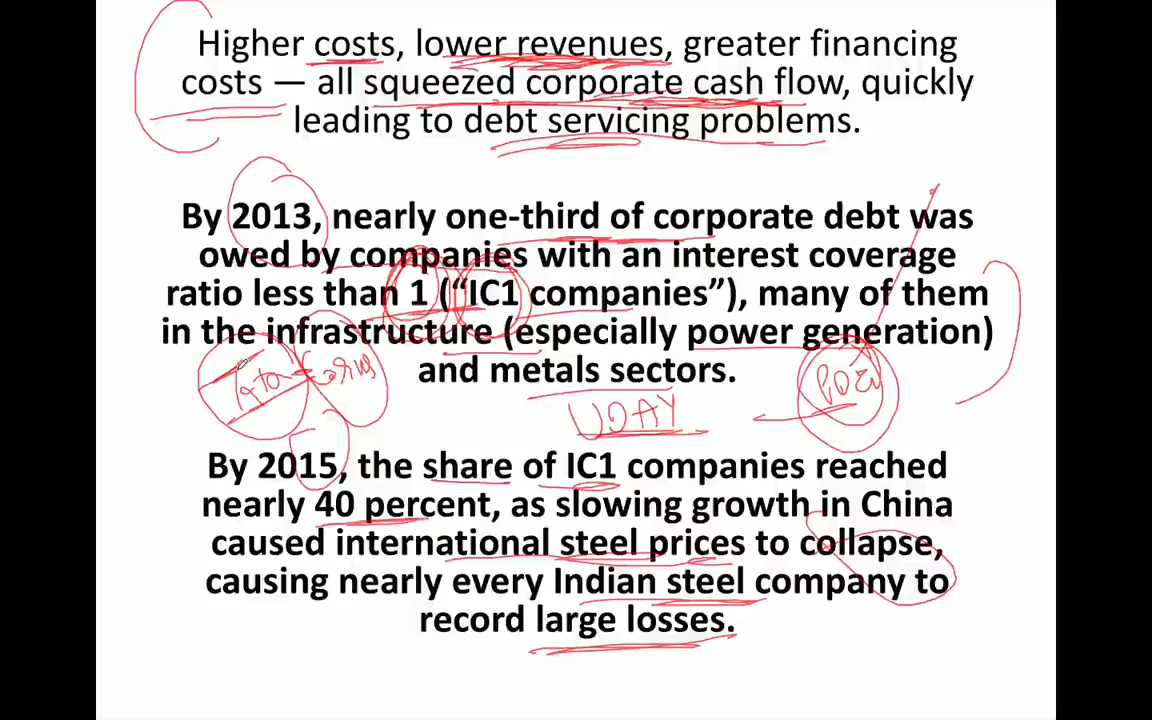 Higher costs, lower revenues, greater financing
costs — all squeezed corporate cash flow, quickly
leading to debt servicing problems.
By 2013, nearly one-third of corporate debt was
owed by companies with an interest coverage
ratio less than 1 (“IC1 companies”), many of them
in the infrastructure (especially power generation)
and metals sectors.
Tata Corus
UDAY
By 2015, the share of IC1 companies reached
nearly 40 percent, as slowing growth in China
caused international steel prices to collapse,
causing nearly every Indian steel company to
record large losses.